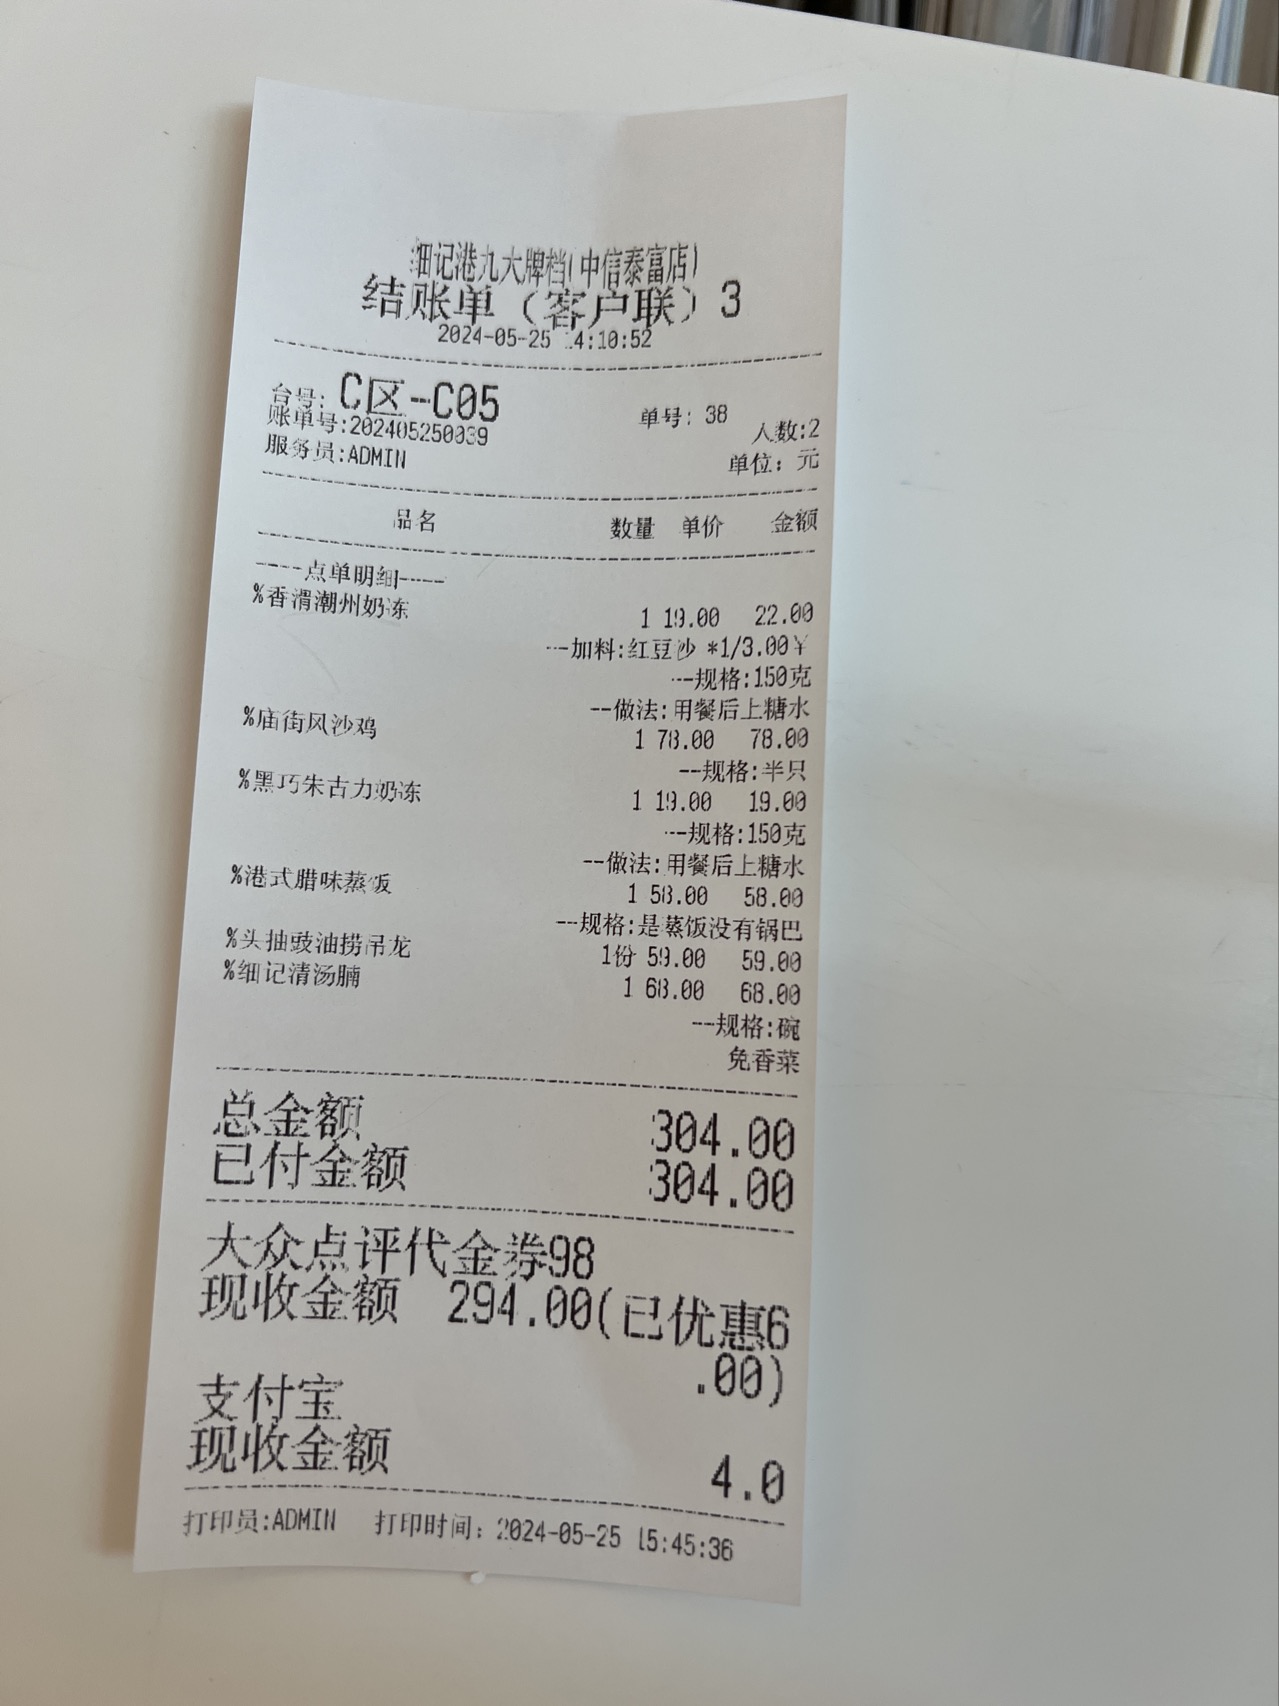 细记港九大牌档(中信泰富店)
结账单（客户联）3
2024-05-25 14:10:52
台号: C区-C05 单号: 38
账单号:202405250039 人数:2
服务员:ADMIN 单位: 元
品名 数量 单价 金额
-----点单明细-----
%香滑潮州奶冻 1 19.00 22.00
---加料:红豆沙 *1/3.00¥
---规格:150克
--做法:用餐后上糖水
%庙街风沙鸡 1 78.00 78.00
--规格:半只
%黑巧朱古力奶冻 1 19.00 19.00
---规格:150克
--做法:用餐后上糖水
%港式腊味蒸饭 1 58.00 58.00
---规格:是蒸饭没有锅巴
%头抽豉油捞吊龙 1份 59.00 59.00
%细记清汤腩 1 68.00 68.00
---规格:碗
免香菜
总金额 304.00
已付金额 304.00
大众点评代金券98
现收金额 294.00(已优惠6
.00)
支付宝
现收金额 4.0
打印员:ADMIN 打印时间: 2024-05-25 15:45:36